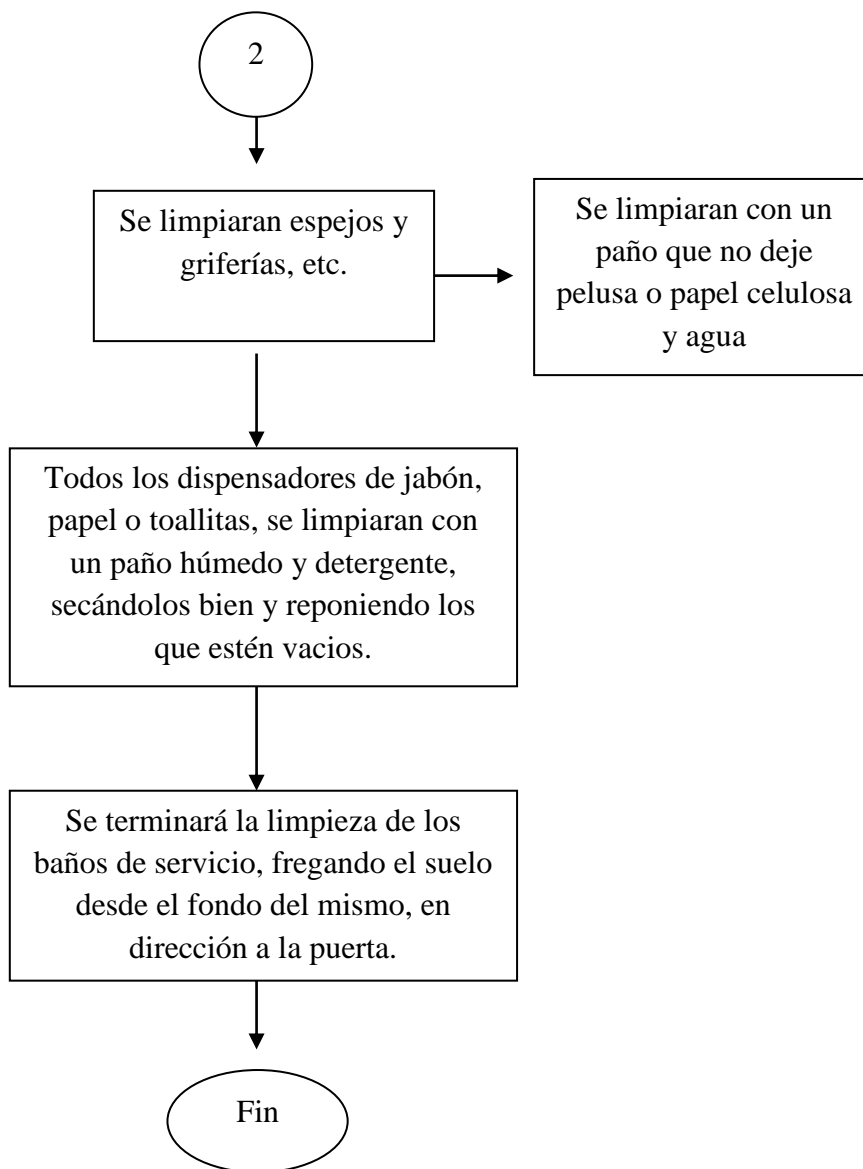 2
Se limpiaran espejos y
griferías, etc.
Se limpiaran con un
paño que no deje
pelusa o papel celulosa
y agua
Todos los dispensadores de jabón,
papel o toallitas, se limpiaran con
un paño húmedo y detergente,
secándolos bien y reponiendo los
que estén vacios.
Se terminará la limpieza de los
baños de servicio, fregando el suelo
desde el fondo del mismo, en
dirección a la puerta.
Fin